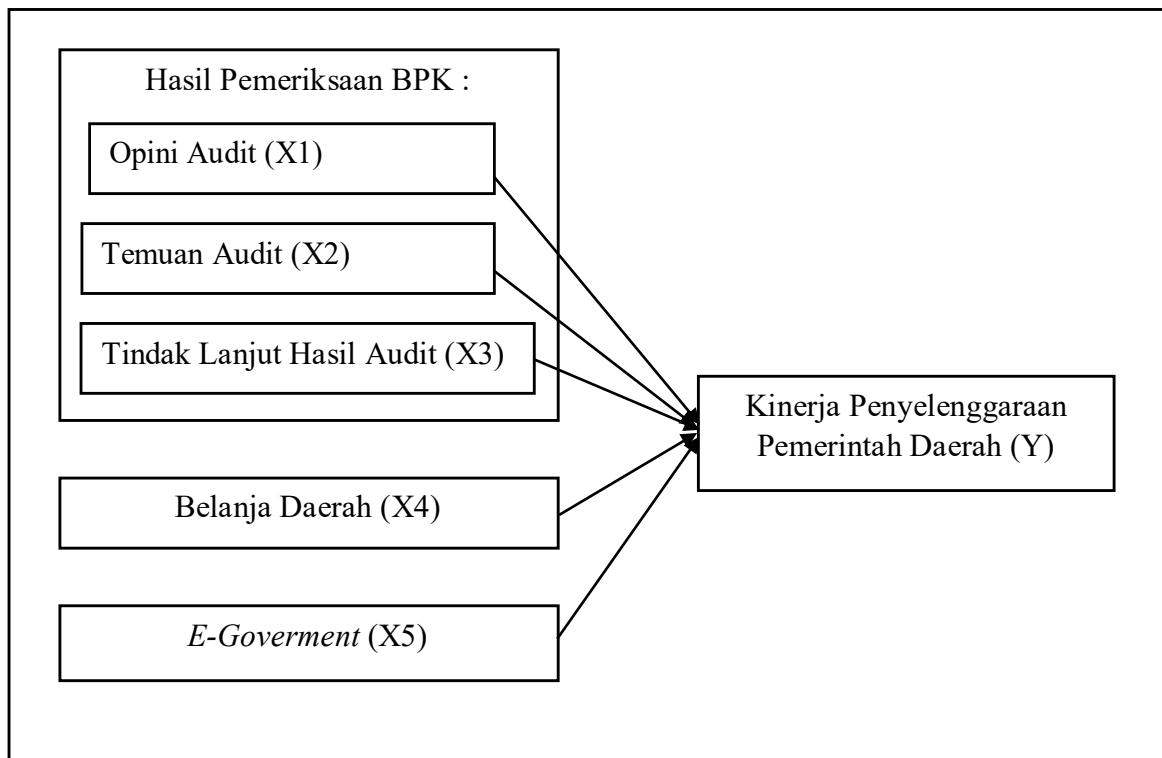 Hasil Pemeriksaan BPK :
Opini Audit (X1)
Temuan Audit (X2)
Tindak Lanjut Hasil Audit (X3)
Kinerja Penyelenggaraan
Pemerintah Daerah (Y)
Belanja Daerah (X4)
E-Goverment (X5)